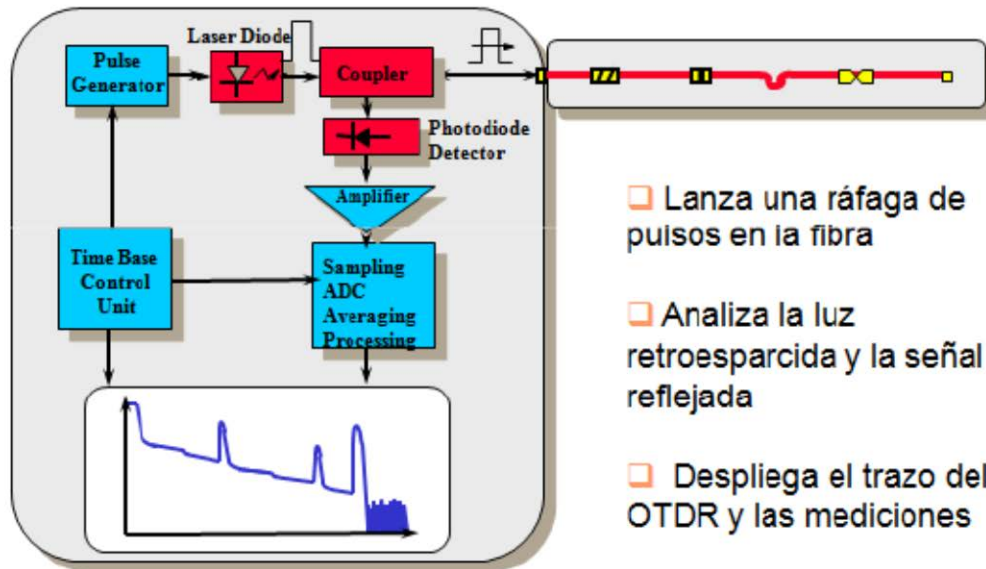 Laser Diode
Pulse
Generator
Coupler
Photodiode
Detector
Amplifier
Time Base
Control
Unit
Sampling
ADC
Averaging
Processing
Lanza una ráfaga de
pulsos en la fibra
Analiza la luz
retroesparcida y la señal
reflejada
Despliega el trazo del
OTDR y las mediciones